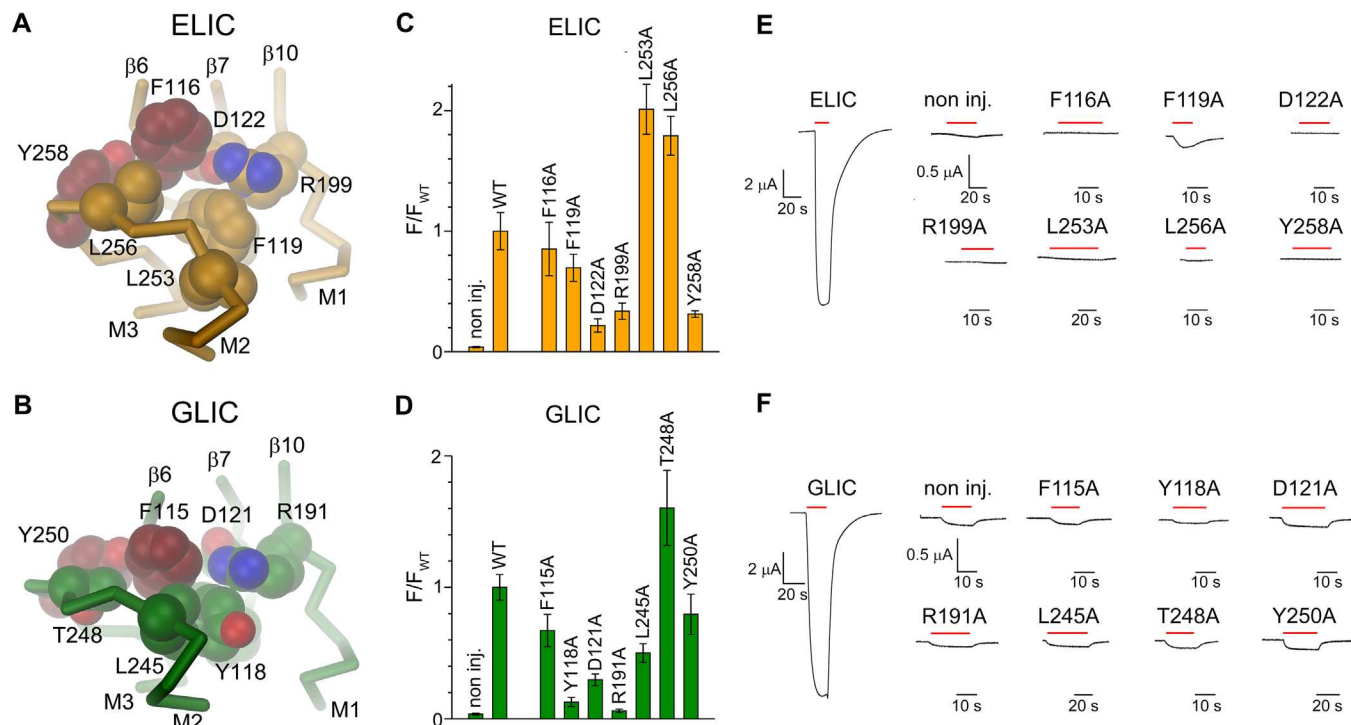 A
ELIC
β6
β7
β10
F116
D122
Y258
R199
L256
F119
L253
M1
M3
M2
B
GLIC
β10
β7
β6
F115
D121
R191
Y250
T248
L245
Y118
M3
M2
M1
C
ELIC
F/F_WT
2
1
0
non inj.
WT
F116A
F119A
D122A
R199A
L253A
L256A
Y258A
D
GLIC
F/F_WT
2
1
0
non inj.
WT
F115A
Y118A
D121A
R191A
L245A
T248A
Y250A
E
ELIC
2 μA
20 s
non inj.
F116A
F119A
D122A
0.5 μA
20 s
10 s
10 s
10 s
R199A
L253A
L256A
Y258A
10 s
20 s
10 s
10 s
F
GLIC
2 μA
20 s
non inj.
F115A
Y118A
D121A
0.5 μA
10 s
10 s
10 s
10 s
R191A
L245A
T248A
Y250A
10 s
20 s
10 s
20 s